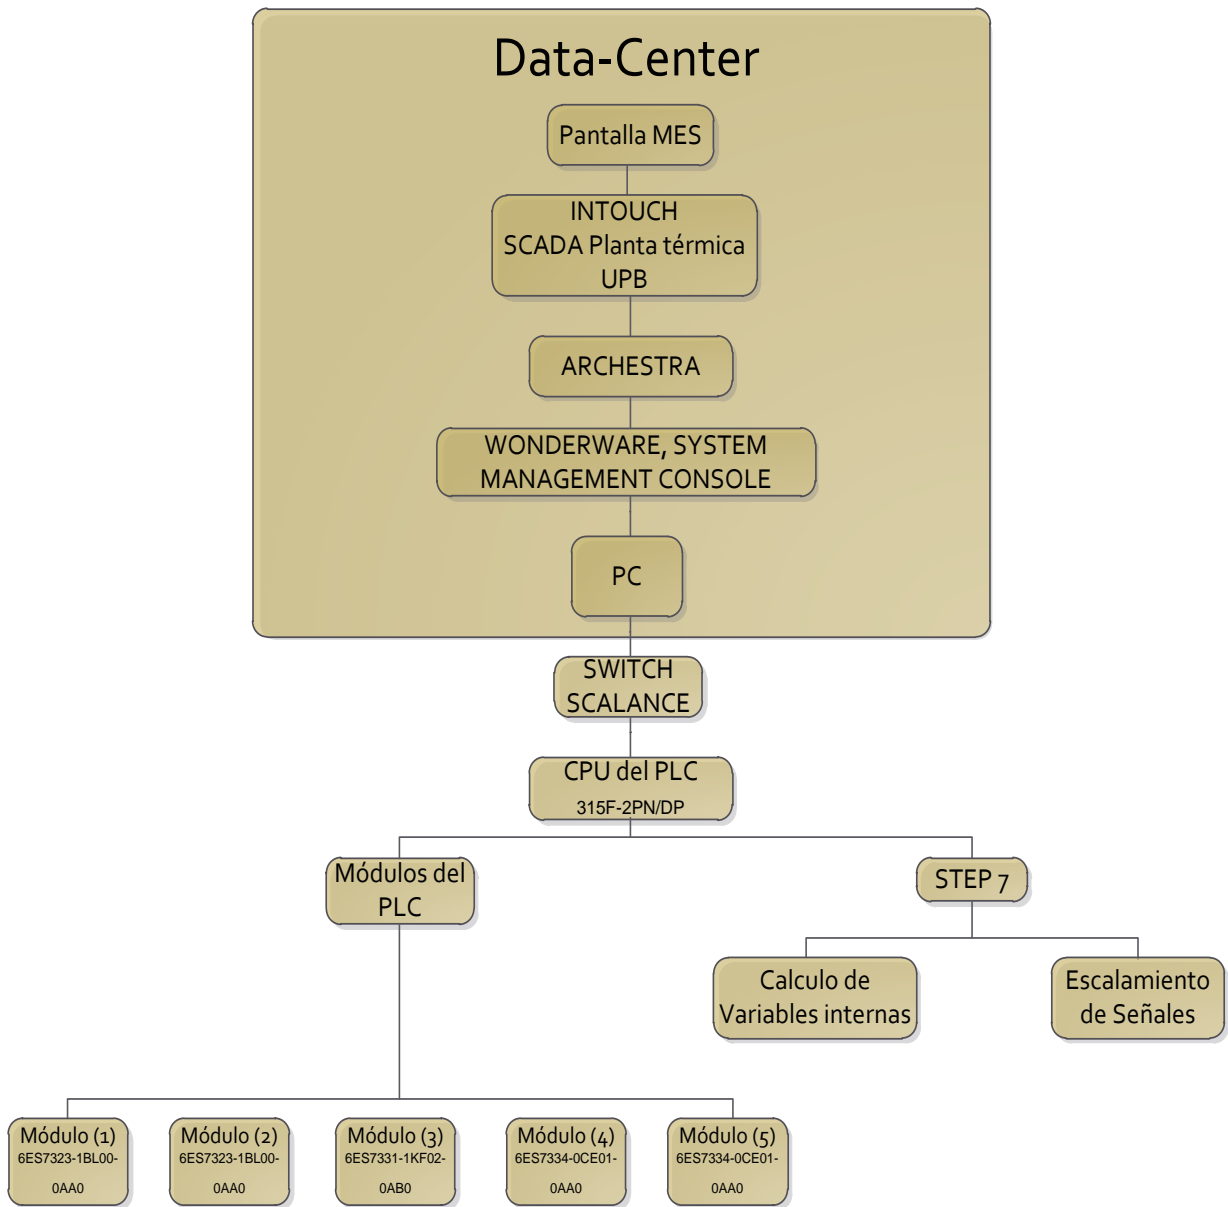 Data-Center
Pantalla MES
INTOUCH
SCADA Planta térmica
UPB
ARCHESTRA
WONDERWARE, SYSTEM
MANAGEMENT CONSOLE
PC
SWITCH
SCALANCE
CPU del PLC
315F-2PN/DP
Módulos del
PLC
STEP 7
Calculo de
Variables internas
Escalamiento
de Señales
Módulo (1)
6ES7323-1BL00-
0AA0
Módulo (2)
6ES7323-1BL00-
0AA0
Módulo (3)
6ES7331-1KF02-
0AB0
Módulo (4)
6ES7334-0CE01-
0AA0
Módulo (5)
6ES7334-0CE01-
0AA0